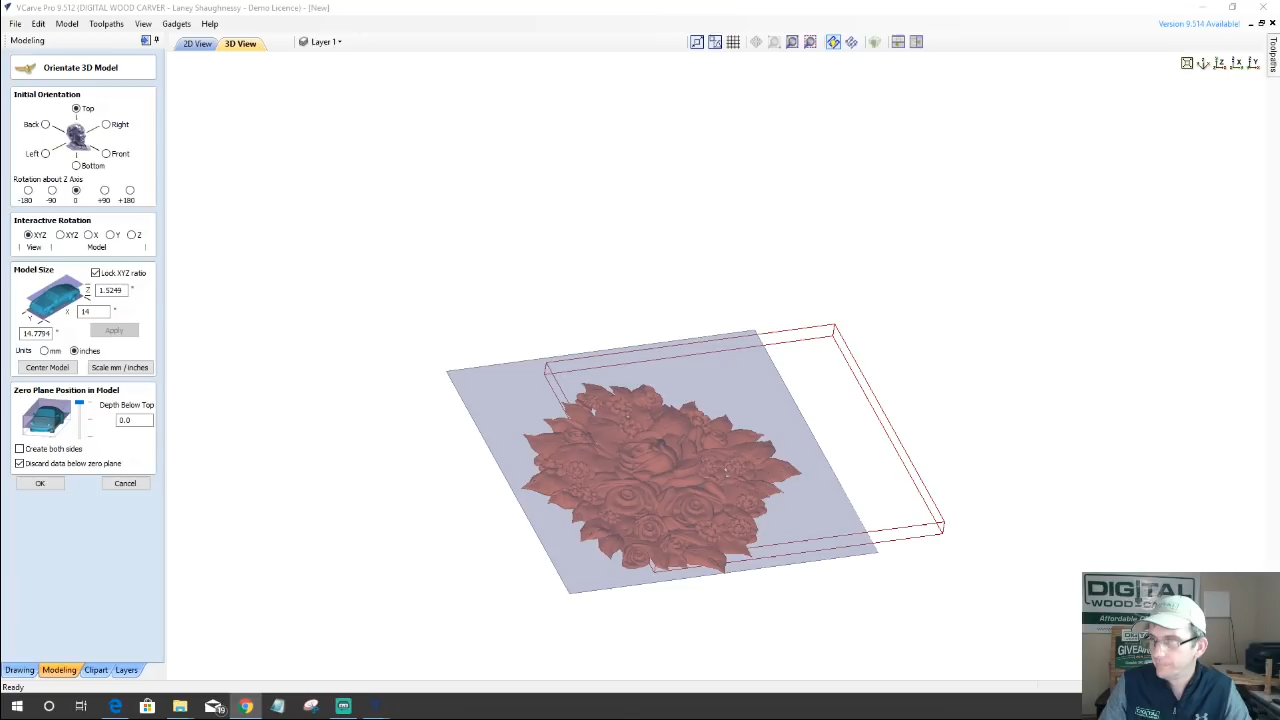 VCarve Pro 9.512 {DIGITAL WOOD CARVER - Laney Shaughnessy - Demo Licence} - [New]
File Edit Model Toolpaths View Gadgets Help
Version 9.514 Available!
Modeling
2D View 3D View Layer 1
Toolpaths
Orientate 3D Model
Initial Orientation
Top
Back Right
Left Front
Bottom
Rotation about Z Axis
-180 -90 0 +90 +180
Interactive Rotation
XYZ XYZ X Y Z
View Model
Model Size
Lock XYZ ratio
Z 1.5249 "
Y X 14 "
14.7794 " Apply
Units mm inches
Center Model Scale mm / inches
Zero Plane Position in Model
Depth Below Top
0.0
Create both sides
Discard data below zero plane
OK Cancel
Drawing Modeling Clipart Layers
Ready
DIGITAL
WOOD
Affordable
DIGITAL
GIVEA